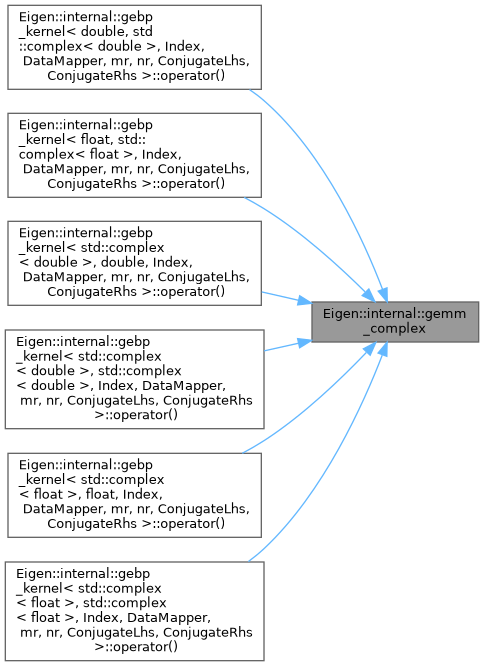 Eigen::internal::gebp
_kernel< double, std
::complex< double >, Index,
DataMapper, mr, nr, ConjugateLhs,
ConjugateRhs >::operator()
Eigen::internal::gebp
_kernel< float, std::
complex< float >, Index,
DataMapper, mr, nr, ConjugateLhs,
ConjugateRhs >::operator()
Eigen::internal::gebp
_kernel< std::complex
< double >, double, Index,
DataMapper, mr, nr, ConjugateLhs,
ConjugateRhs >::operator()
Eigen::internal::gemm
_complex
Eigen::internal::gebp
_kernel< std::complex
< double >, std::complex
< double >, Index, DataMapper,
mr, nr, ConjugateLhs, ConjugateRhs
>::operator()
Eigen::internal::gebp
_kernel< std::complex
< float >, float, Index,
DataMapper, mr, nr, ConjugateLhs,
ConjugateRhs >::operator()
Eigen::internal::gebp
_kernel< std::complex
< float >, std::complex
< float >, Index, DataMapper,
mr, nr, ConjugateLhs, ConjugateRhs
>::operator()